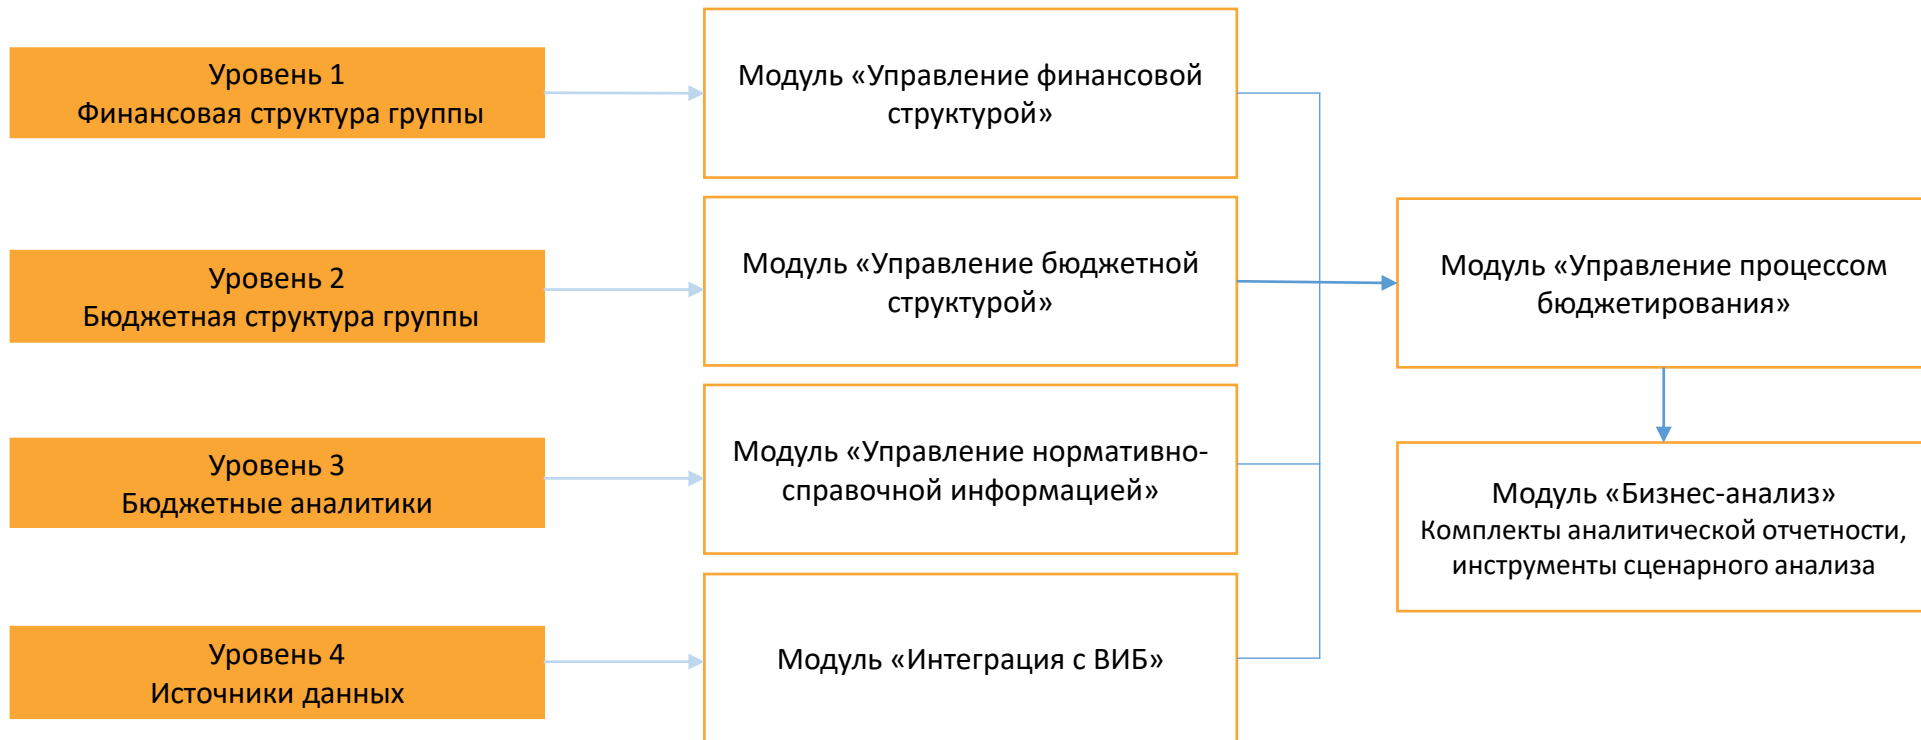 Уровень 1
Финансовая структура группы
Модуль «Управление финансовой
структурой»
Уровень 2
Бюджетная структура группы
Модуль «Управление бюджетной
структурой»
Модуль «Управление процессом
бюджетирования»
Уровень 3
Бюджетные аналитики
Модуль «Управление нормативно-
справочной информацией»
Модуль «Бизнес-анализ»
Комплекты аналитической отчетности,
инструменты сценарного анализа
Уровень 4
Источники данных
Модуль «Интеграция с ВИБ»